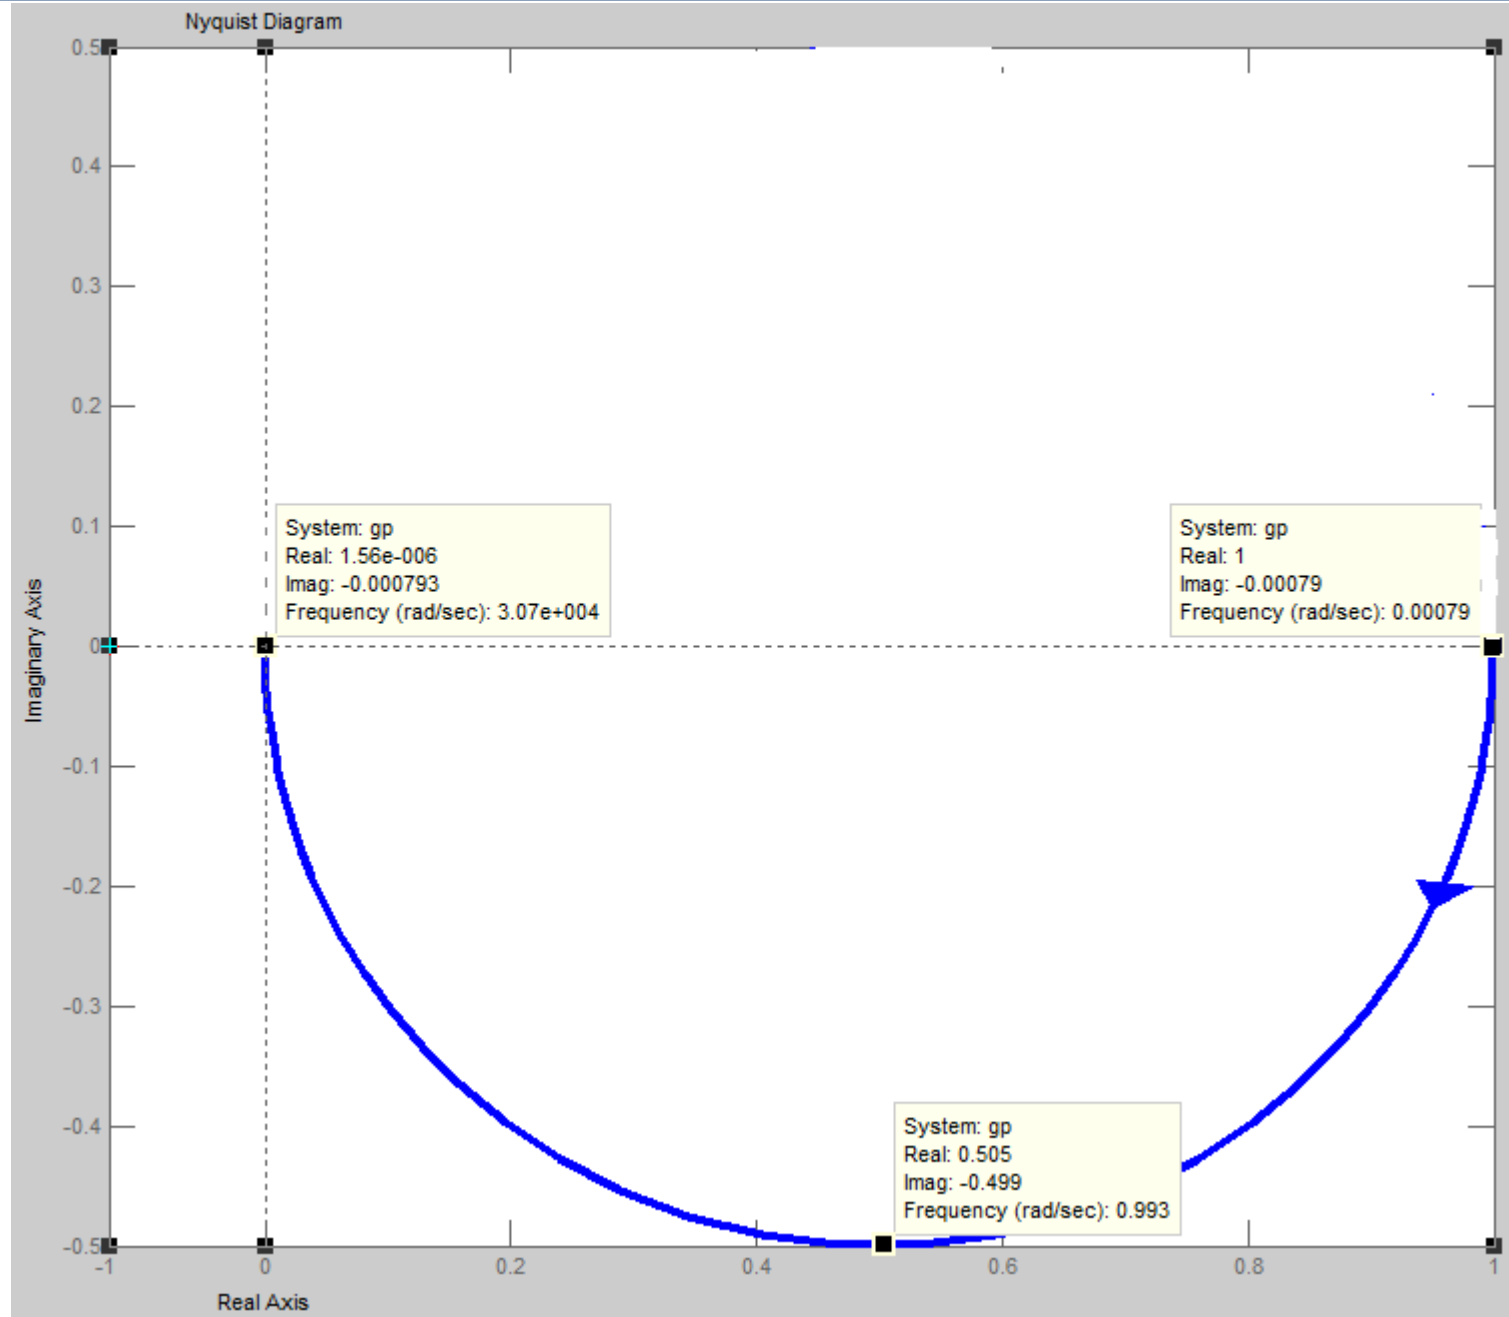 Nyquist Diagram
0.5
0.4
0.3
0.2
0.1
0
-0.1
-0.2
-0.3
-0.4
-0.5
Imaginary Axis
System: gp
Real: 1.56e-006
Imag: -0.000793
Frequency (rad/sec): 3.07e+004
System: gp
Real: 1
Imag: -0.00079
Frequency (rad/sec): 0.00079
System: gp
Real: 0.505
Imag: -0.499
Frequency (rad/sec): 0.993
-1 0 0.2 0.4 0.6 0.8 1
Real Axis